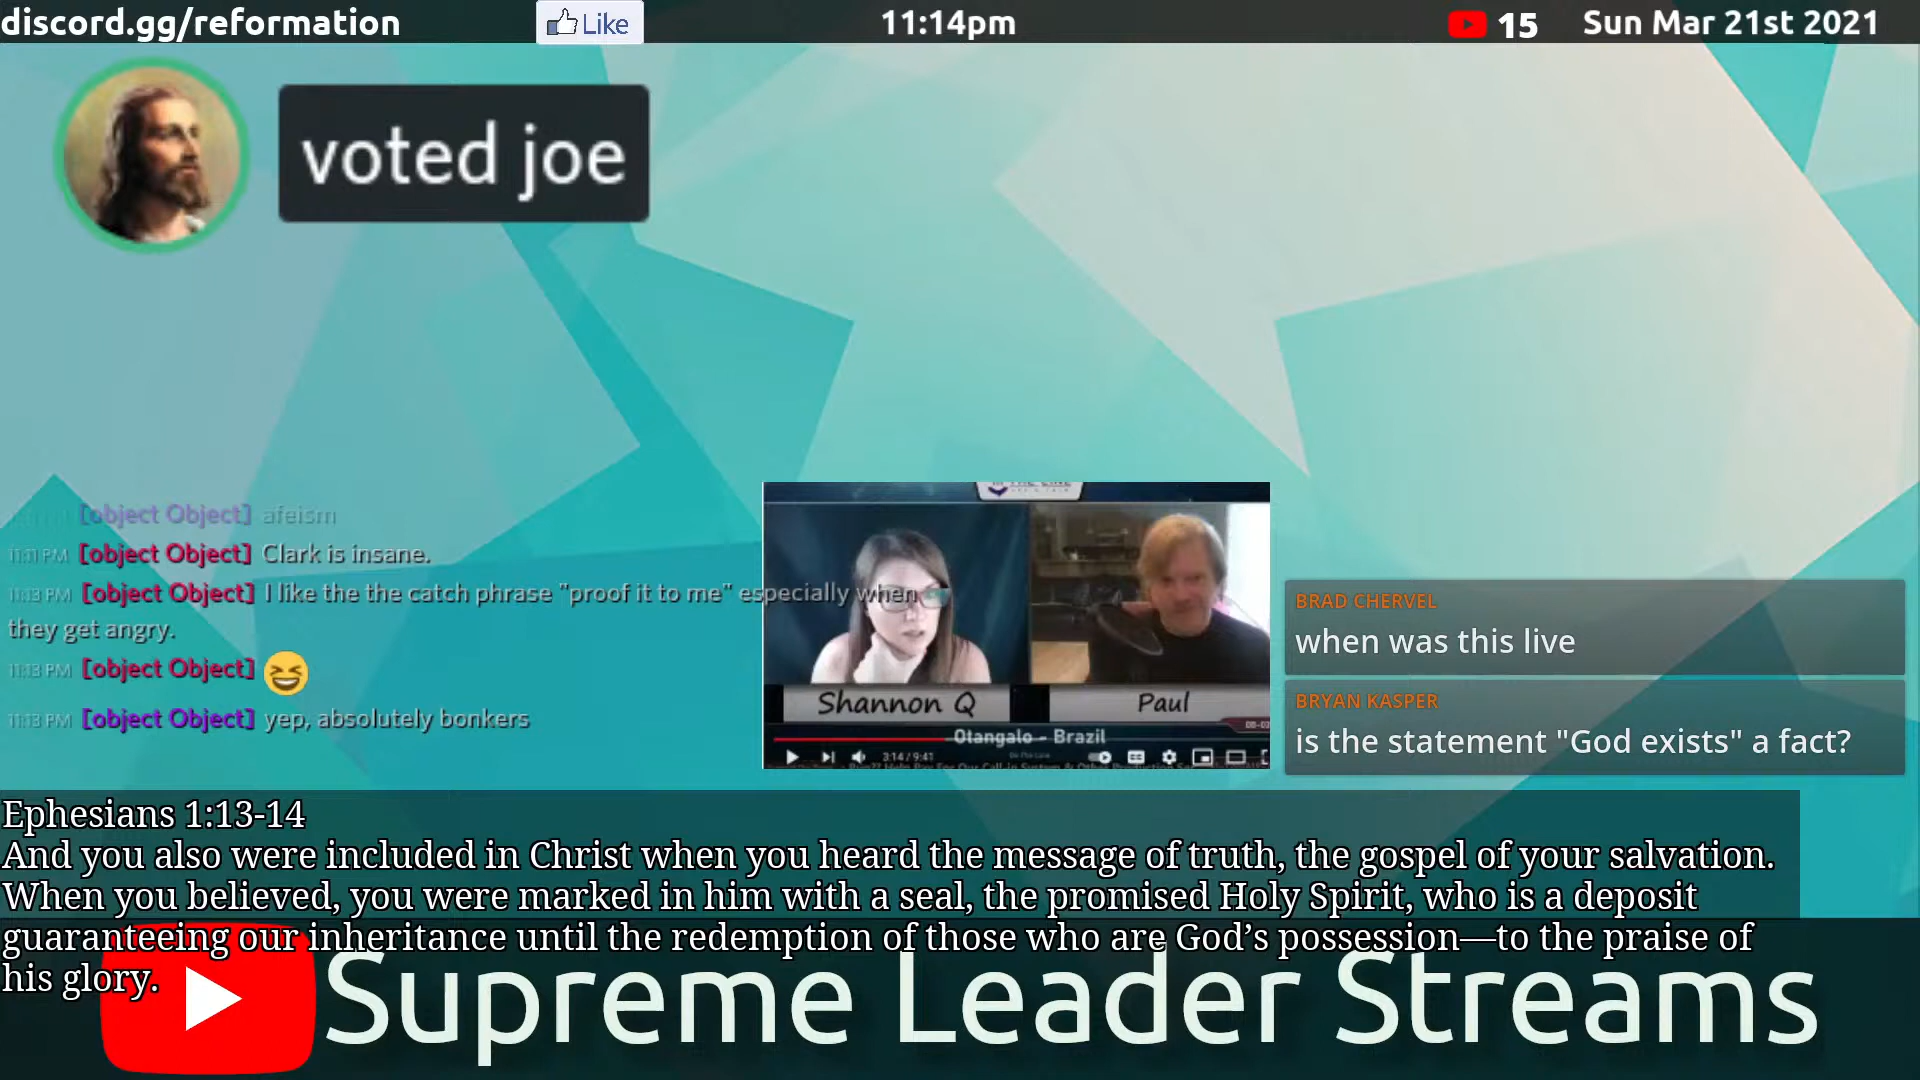 discord.gg/reformation
Like
11:14pm
15
Sun Mar 21st 2021
voted joe
[object Object] afeism
11:11 PM [object Object] Clark is insane.
11:13 PM [object Object] I like the the catch phrase "proof it to me" especially when
they get angry.
11:13 PM [object Object] 😆
11:13 PM [object Object] yep, absolutely bonkers
Shannon Q
Paul
Otangalo - Brazil
3:14 / 9:41
BRAD CHERVEL
when was this live
BRYAN KASPER
is the statement "God exists" a fact?
Ephesians 1:13-14
And you also were included in Christ when you heard the message of truth, the gospel of your salvation.
When you believed, you were marked in him with a seal, the promised Holy Spirit, who is a deposit
guaranteeing our inheritance until the redemption of those who are God’s possession—to the praise of
his glory.
Supreme Leader Streams